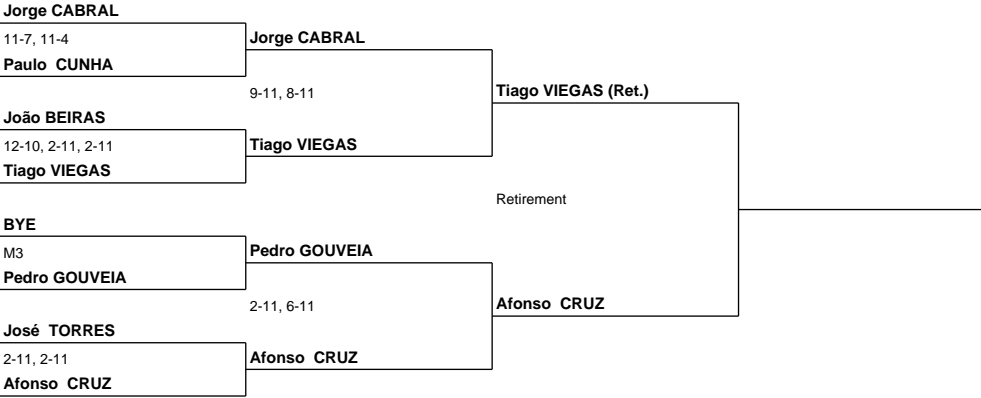 Jorge CABRAL
11-7, 11-4
Jorge CABRAL
Paulo CUNHA
9-11, 8-11
Tiago VIEGAS (Ret.)
João BEIRAS
12-10, 2-11, 2-11
Tiago VIEGAS
Tiago VIEGAS
Retirement
BYE
M3
Pedro GOUVEIA
Pedro GOUVEIA
2-11, 6-11
Afonso CRUZ
José TORRES
2-11, 2-11
Afonso CRUZ
Afonso CRUZ